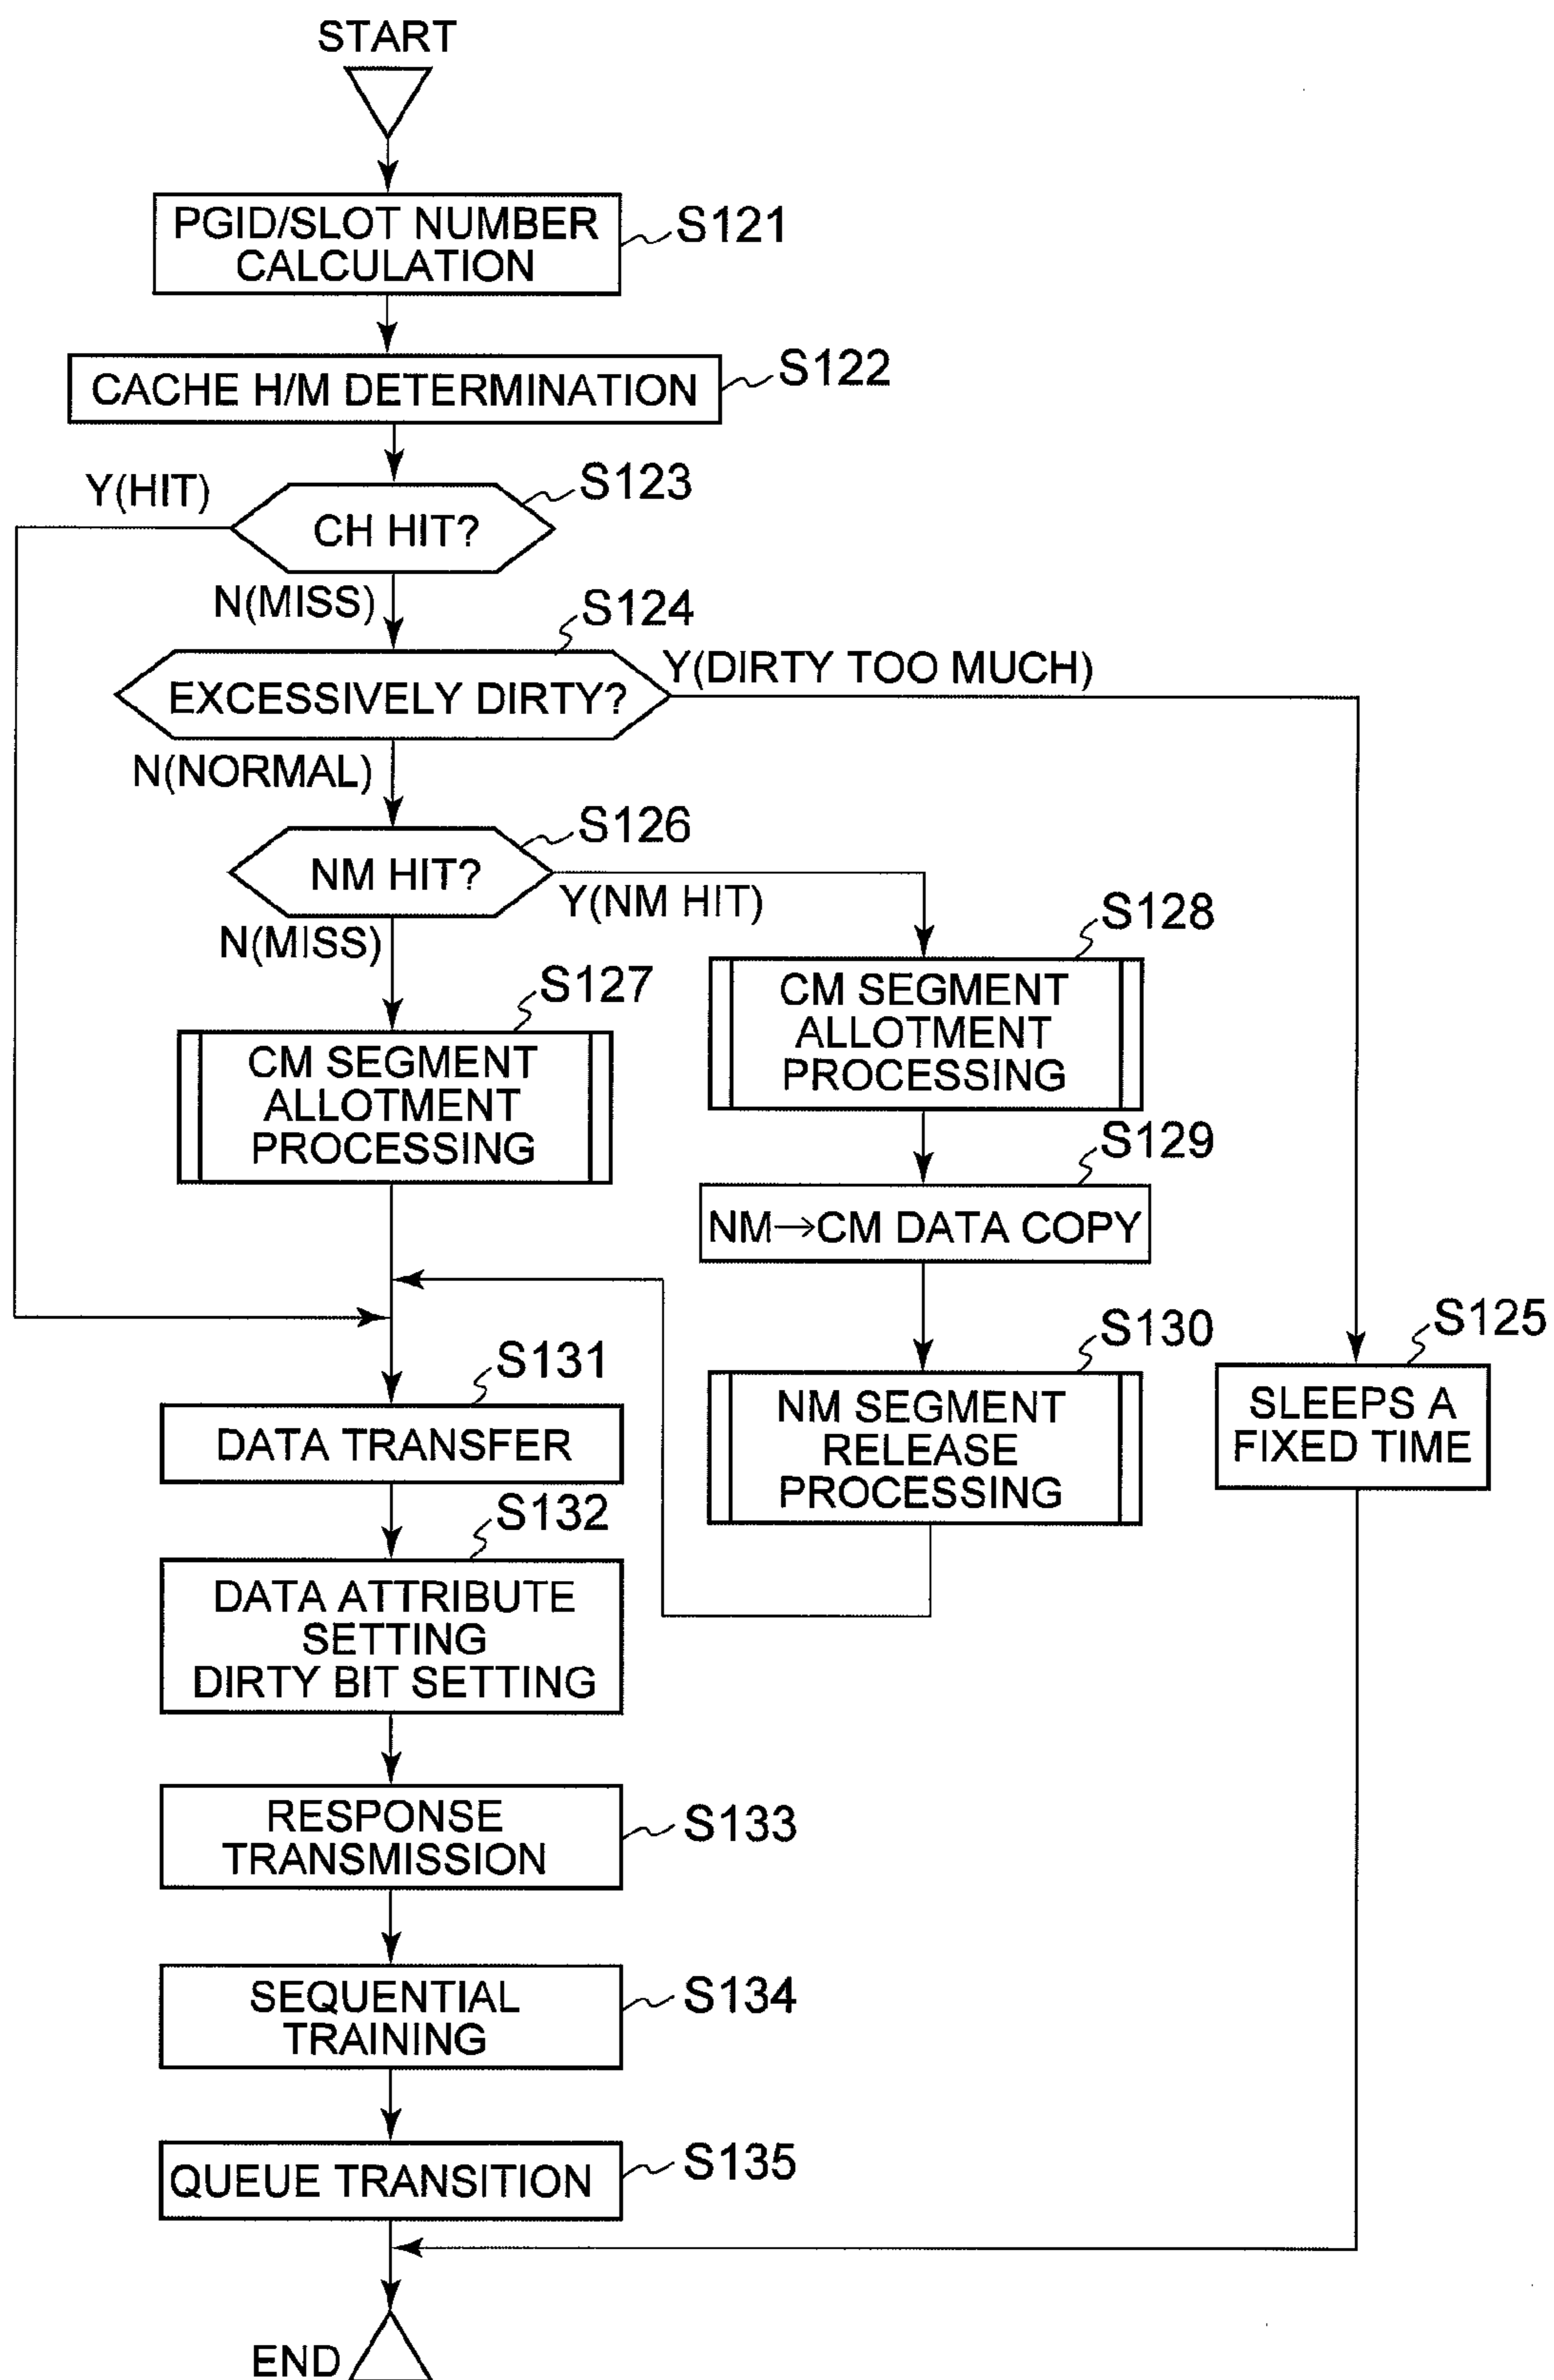 START
PGID/SLOT NUMBER
CALCULATION
S121
CACHE H/M DETERMINATION
S122
Y(HIT)
CH HIT?
S123
N(MISS)
S124
EXCESSIVELY DIRTY?
Y(DIRTY TOO MUCH)
N(NORMAL)
S126
NM HIT?
Y(NM HIT)
N(MISS)
S127
CM SEGMENT
ALLOTMENT
PROCESSING
S128
CM SEGMENT
ALLOTMENT
PROCESSING
S129
NM→CM DATA COPY
S130
NM SEGMENT
RELEASE
PROCESSING
S125
SLEEPS A
FIXED TIME
S131
DATA TRANSFER
S132
DATA ATTRIBUTE
SETTING
DIRTY BIT SETTING
RESPONSE
TRANSMISSION
S133
SEQUENTIAL
TRAINING
S134
QUEUE TRANSITION
S135
END